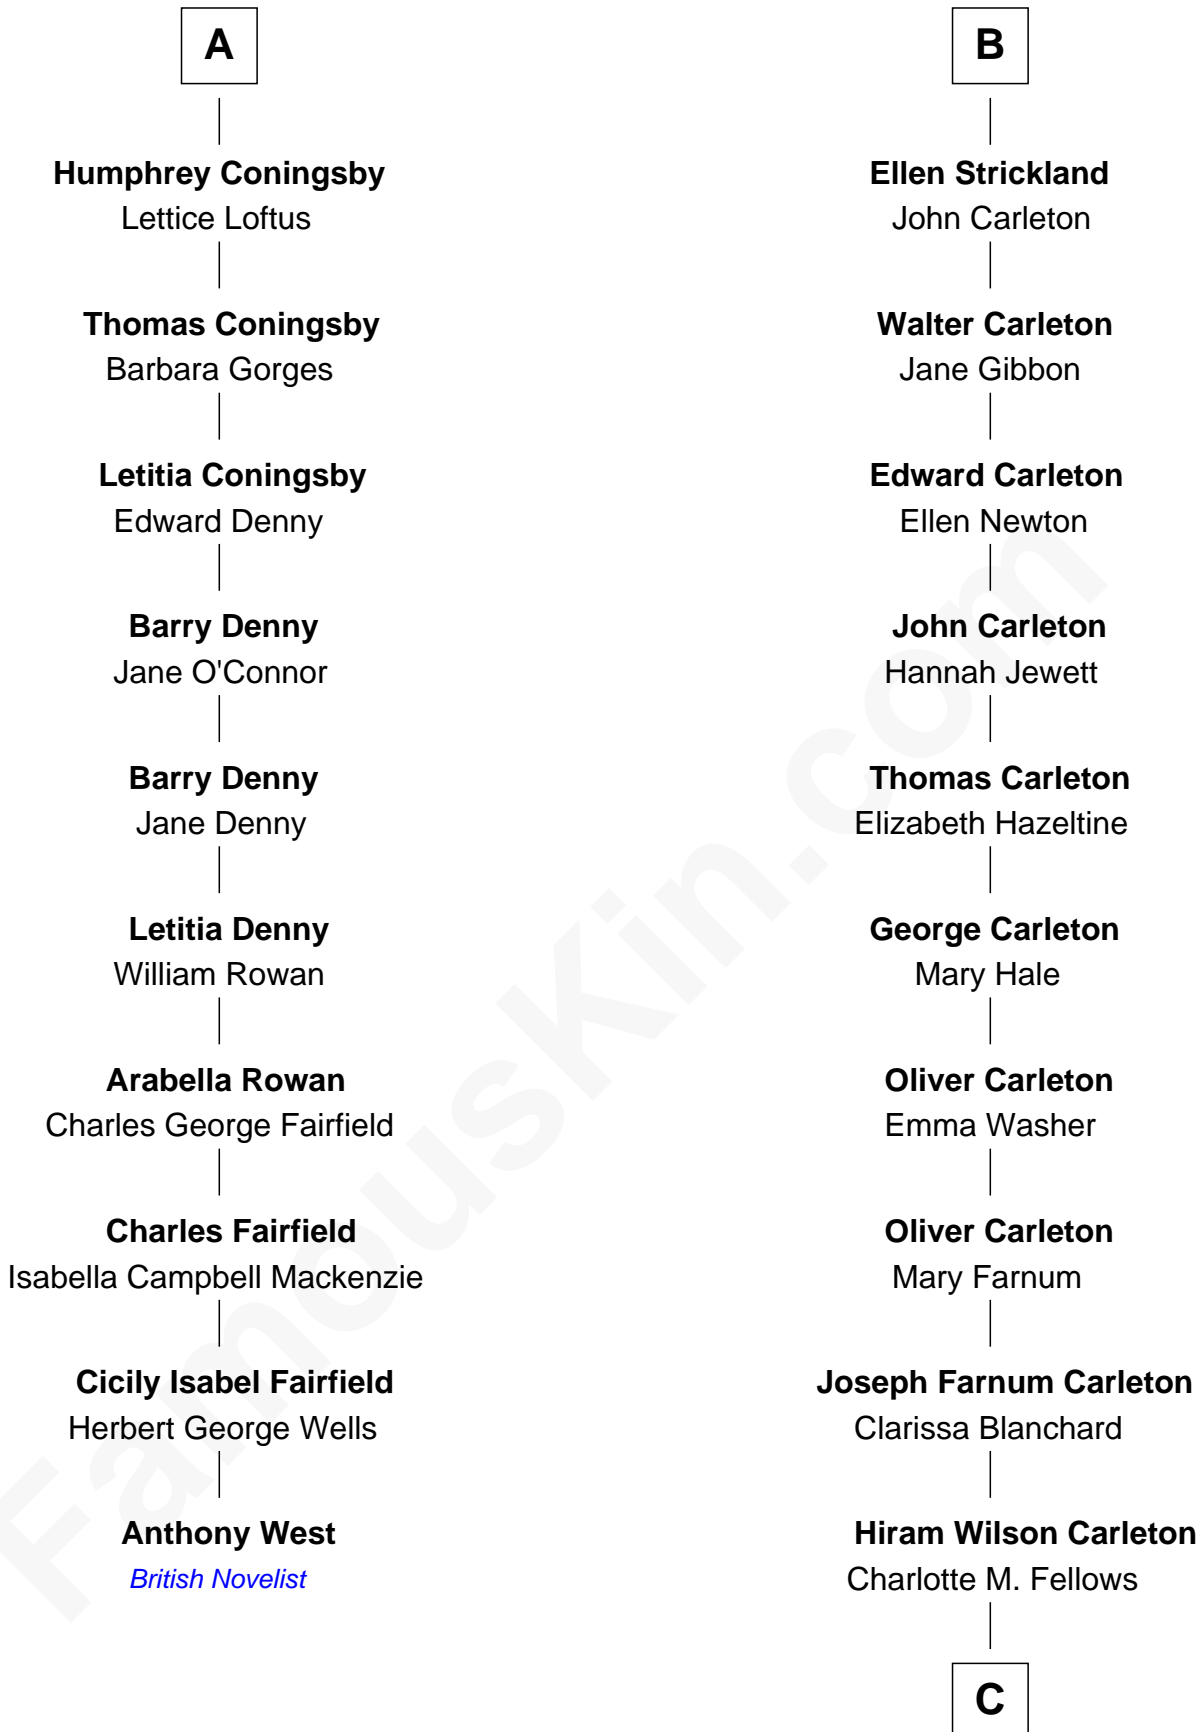 A
Humphrey Coningsby
Lettice Loftus
Thomas Coningsby
Barbara Gorges
Letitia Coningsby
Edward Denny
Barry Denny
Jane O'Connor
Barry Denny
Jane Denny
Letitia Denny
William Rowan
Arabella Rowan
Charles George Fairfield
Charles Fairfield
Isabella Campbell Mackenzie
Cicily Isabel Fairfield
Herbert George Wells
Anthony West
British Novelist
B
Ellen Strickland
John Carleton
Walter Carleton
Jane Gibbon
Edward Carleton
Ellen Newton
John Carleton
Hannah Jewett
Thomas Carleton
Elizabeth Hazeltine
George Carleton
Mary Hale
Oliver Carleton
Emma Washer
Oliver Carleton
Mary Farnum
Joseph Farnum Carleton
Clarissa Blanchard
Hiram Wilson Carleton
Charlotte M. Fellows
C
FamousKin.com